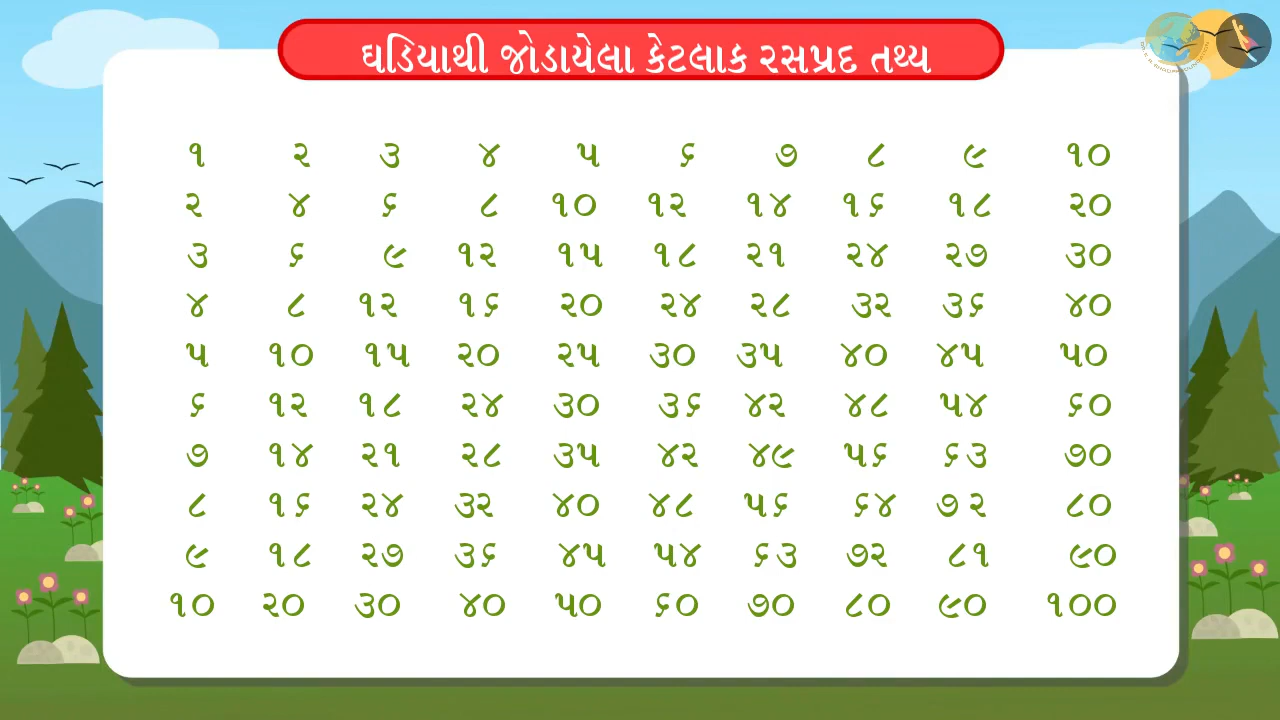 ઘડિયાથી જોડાયેલા કેટલાક રસપ્રદ તથ્ય
૧ ૨ ૩ ૪ ૫ ૬ ૭ ૮ ૯ ૧૦
૨ ૪ ૬ ૮ ૧૦ ૧૨ ૧૪ ૧૬ ૧૮ ૨૦
૩ ૬ ૯ ૧૨ ૧૫ ૧૮ ૨૧ ૨૪ ૨૭ ૩૦
૪ ૮ ૧૨ ૧૬ ૨૦ ૨૪ ૨૮ ૩૨ ૩૬ ૪૦
૫ ૧૦ ૧૫ ૨૦ ૨૫ ૩૦ ૩૫ ૪૦ ૪૫ ૫૦
૬ ૧૨ ૧૮ ૨૪ ૩૦ ૩૬ ૪૨ ૪૮ ૫૪ ૬૦
૭ ૧૪ ૨૧ ૨૮ ૩૫ ૪૨ ૪૯ ૫૬ ૬૩ ૭૦
૮ ૧૬ ૨૪ ૩૨ ૪૦ ૪૮ ૫૬ ૬૪ ૭૨ ૮૦
૯ ૧૮ ૨૭ ૩૬ ૪૫ ૫૪ ૬૩ ૭૨ ૮૧ ૯૦
૧૦ ૨૦ ૩૦ ૪૦ ૫૦ ૬૦ ૭૦ ૮૦ ૯૦ ૧૦૦